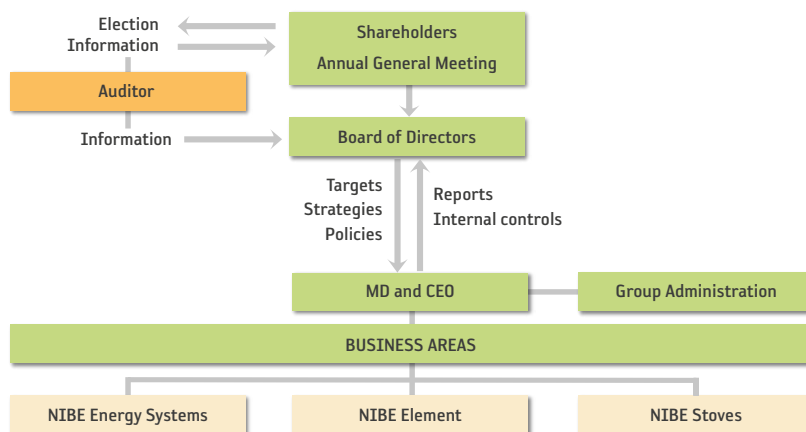 Election
Information
Shareholders
Annual General Meeting
Auditor
Information
Board of Directors
Targets
Strategies
Policies
Reports
Internal controls
MD and CEO
Group Administration
BUSINESS AREAS
NIBE Energy Systems
NIBE Element
NIBE Stoves